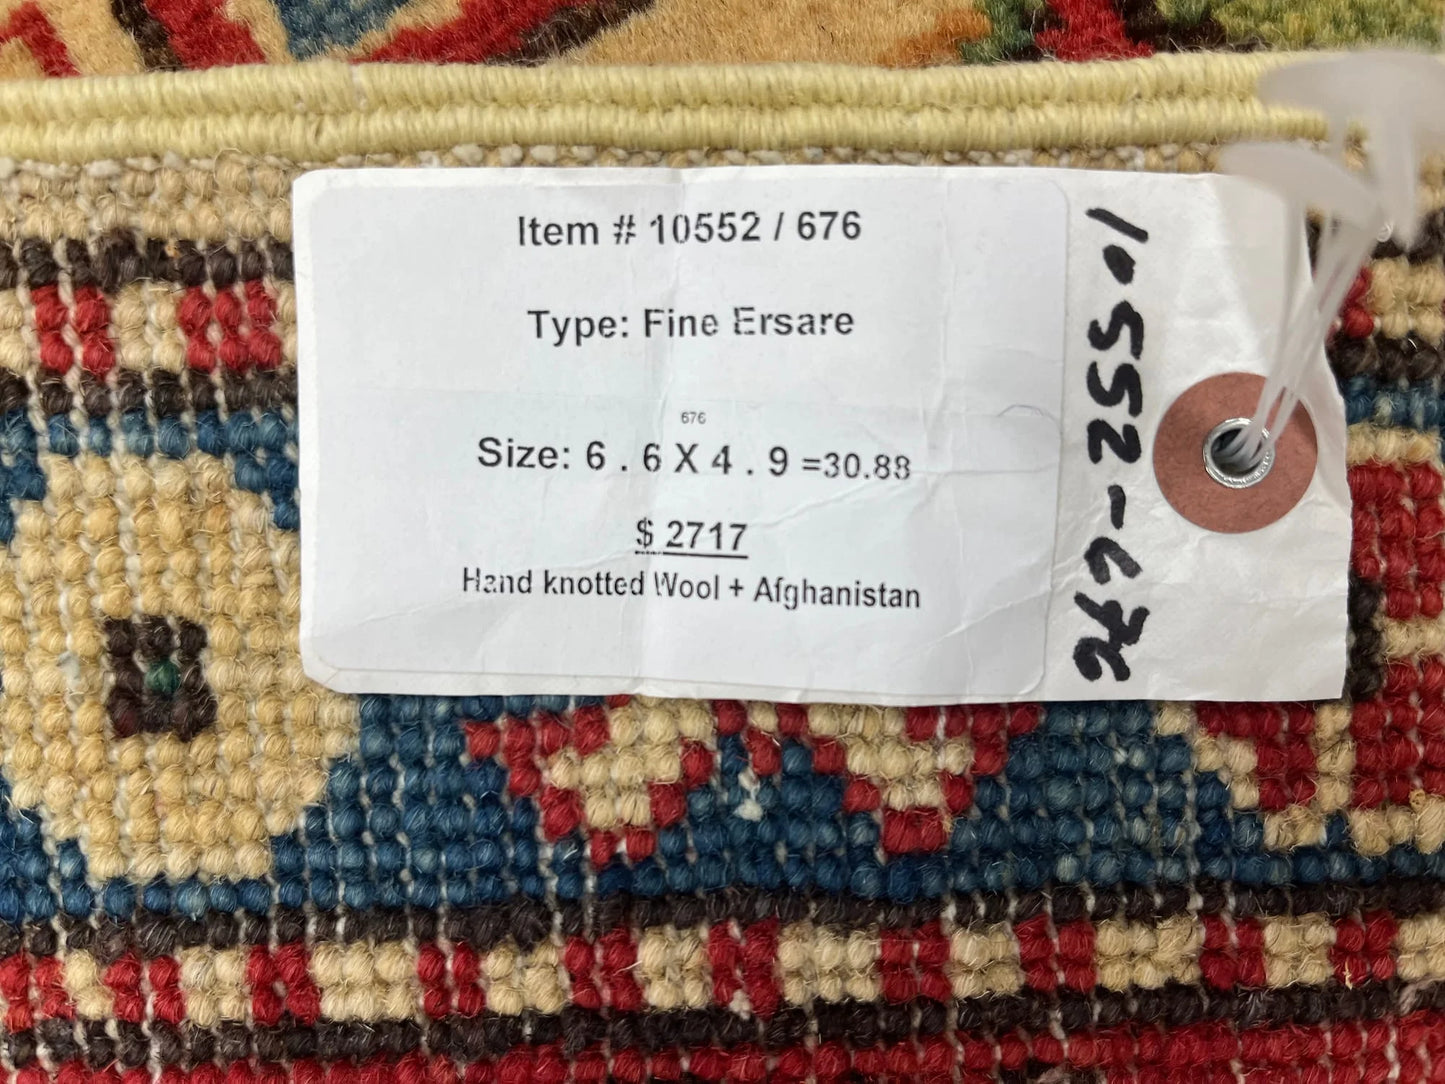 Item # 10552 / 676
Type: Fine Ersare
676
Size: 6 . 6 X 4 . 9 =30.88
$ 2717
Hand knotted Wool + Afghanistan
10552-676